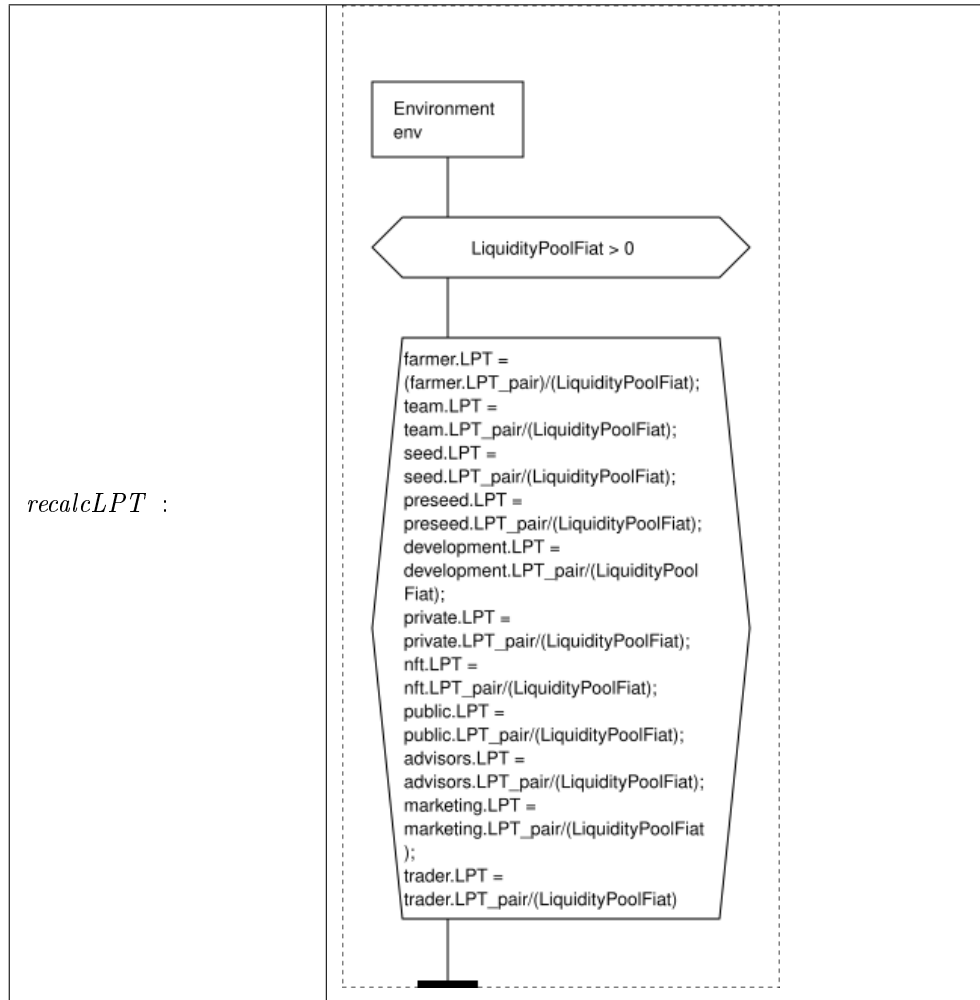 recalcLPT :
Environment
env
LiquidityPoolFiat > 0
farmer.LPT =
(farmer.LPT_pair)/(LiquidityPoolFiat);
team.LPT =
team.LPT_pair/(LiquidityPoolFiat);
seed.LPT =
seed.LPT_pair/(LiquidityPoolFiat);
preseed.LPT =
preseed.LPT_pair/(LiquidityPoolFiat);
development.LPT =
development.LPT_pair/(LiquidityPool
Fiat);
private.LPT =
private.LPT_pair/(LiquidityPoolFiat);
nft.LPT =
nft.LPT_pair/(LiquidityPoolFiat);
public.LPT =
public.LPT_pair/(LiquidityPoolFiat);
advisors.LPT =
advisors.LPT_pair/(LiquidityPoolFiat);
marketing.LPT =
marketing.LPT_pair/(LiquidityPoolFiat
);
trader.LPT =
trader.LPT_pair/(LiquidityPoolFiat)